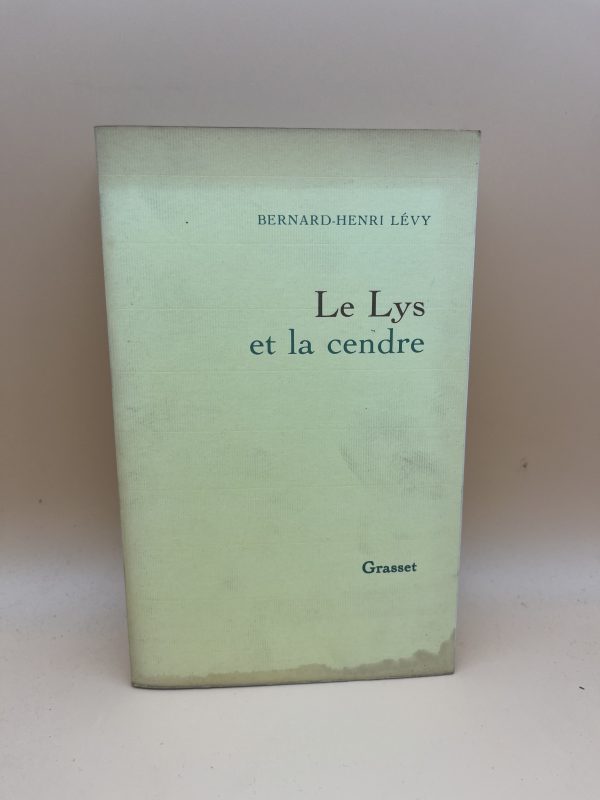 BERNARD-HENRI LÉVY
Le Lys
et la cendre
Grasset